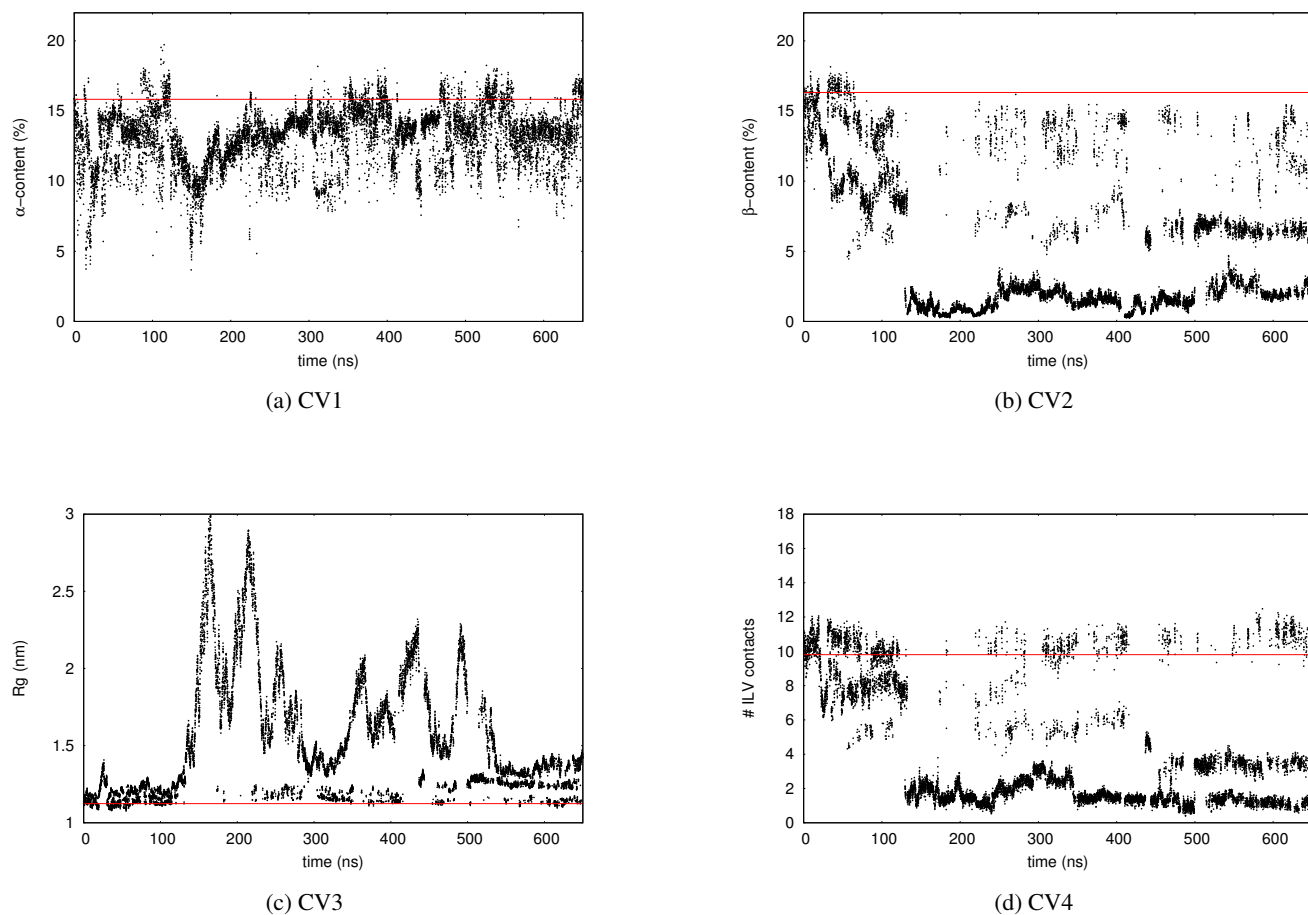 20
15
10
5
0
0 100 200 300 400 500 600
α−content (%)
time (ns)
(a) CV1
20
15
10
5
0
0 100 200 300 400 500 600
β−content (%)
time (ns)
(b) CV2
3
2.5
2
1.5
1
0 100 200 300 400 500 600
Rg (nm)
time (ns)
(c) CV3
18
16
14
12
10
8
6
4
2
0
0 100 200 300 400 500 600
# ILV contacts
time (ns)
(d) CV4